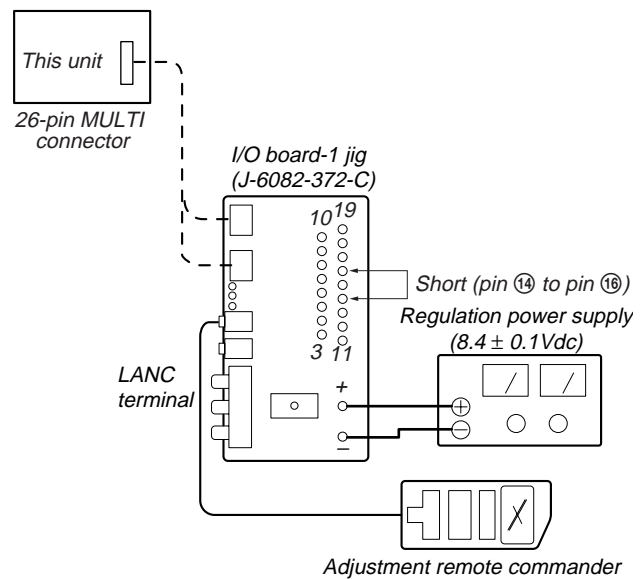 This unit
26-pin MULTI
connector
I/O board-1 jig
(J-6082-372-C)
10 19
Short (pin ⑭ to pin ⑯)
Regulation power supply
(8.4 ± 0.1Vdc)
3 11
LANC
terminal
+
–
+
–
Adjustment remote commander